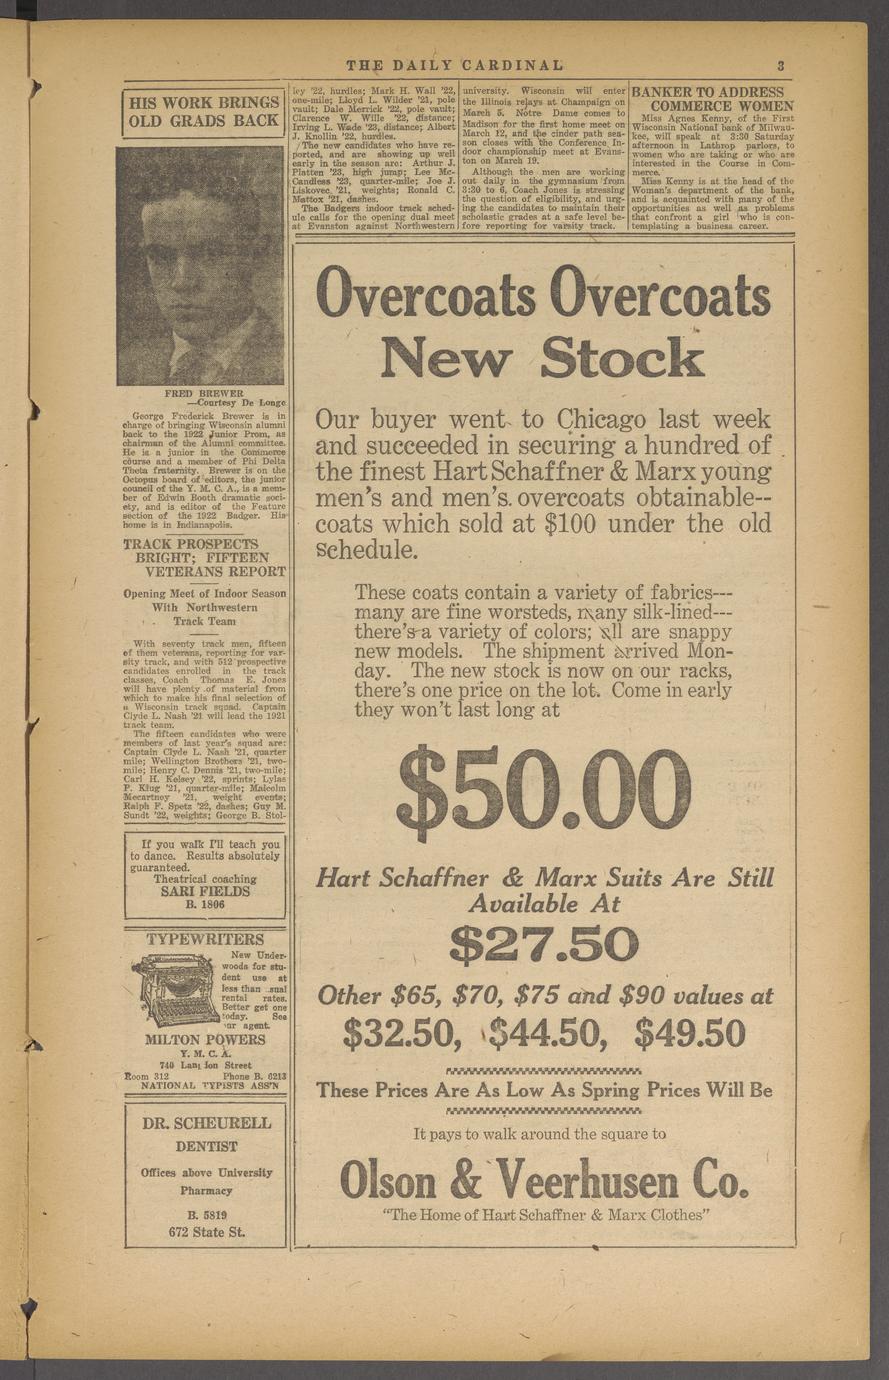 THE DAILY CARDINAL
3
HIS WORK BRINGS
OLD GRADS BACK
FRED BREWER
—Courtesy De Longe
George Frederick Brewer is in
charge of bringing Wisconsin alumni
back to the 1922 Junior Prom, as
chairman of the Alumni committee.
He is a junior in the Commerce
course and a member of Phi Delta
Theta fraternity. Brewer is on the
Octopus board of editors, the junior
council of the Y. M. C. A., is a mem-
ber of Edwin Booth dramatic soci-
ety, and is editor of the Feature
section of the 1922 Badger. His
home is in Indianapolis.
TRACK PROSPECTS
BRIGHT; FIFTEEN
VETERANS REPORT
Opening Meet of Indoor Season
With Northwestern
Track Team
With seventy track men, fifteen
of them veterans, reporting for var-
sity track, and with 512 prospective
candidates enrolled in the track
classes, Coach Thomas E. Jones
will have plenty of material from
which to make his final selection of
a Wisconsin track squad. Captain
Clyde L. Nash '21 will lead the 1921
track team.
The fifteen candidates who were
members of last year's squad are:
Captain Clyde L. Nash '21, quarter
mile; Wellington Brothers '21, two-
mile; Henry C. Dennis '21, two-mile;
Carl H. Kelsey '22, sprints; Lylas
F. Klug '21, quarter-mile; Malcolm
Mecartney '21, weight events;
Ralph F. Spetz '22, dashes; Guy M.
Sundt '22, weights; George B. Stol-
ley '22, hurdles; Mark H. Wall '22,
one-mile; Lloyd L. Wilder '21, pole
vault; Dale Merrick '22, pole vault;
Clarence W. Wille '22, distance;
Irving L. Wade '23, distance; Albert
J. Knollin '22, hurdles.
The new candidates who have re-
ported, and are showing up well
early in the season are: Arthur J.
Platten '23, high jump; Lee Mc-
Candless '23, quarter-mile; Joe J.
Liskovec '21, weights; Ronald C.
Mattox '21, dashes.
The Badgers indoor track sched-
ule calls for the opening dual meet
at Evanston against Northwestern
university. Wisconsin will enter
the Illinois relays at Champaign on
March 5. Notre Dame comes to
Madison for the first home meet on
March 12, and the cinder path sea-
son closes with the Conference In-
door championship meet at Evans-
ton on March 19.
Although the men are working
out daily in the gymnasium from
3:30 to 6, Coach Jones is stressing
the question of eligibility, and urg-
ing the candidates to maintain their
scholastic grades at a safe level be-
fore reporting for varsity track.
BANKER TO ADDRESS
COMMERCE WOMEN
Miss Agnes Kenny, of the First
Wisconsin National bank of Milwau-
kee, will speak at 3:30 Saturday
afternoon in Lathrop parlors, to
women who are taking or who are
interested in the Course in Com-
merce.
Miss Kenny is at the head of the
Woman's department of the bank,
and is acquainted with many of the
opportunities as well as problems
that confront a girl who is con-
templating a business career.
If you walk I'll teach you
to dance. Results absolutely
guaranteed.
Theatrical coaching
SARI FIELDS
B. 1806
TYPEWRITERS
New Under-
woods for stu-
dent use at
less than usual
rental rates.
Better get one
today. See
our agent.
MILTON POWERS
Y. M. C. A.
740 Langdon Street
Room 312 Phone B. 6213
NATIONAL TYPISTS ASS'N
DR. SCHEURELL
DENTIST
Offices above University
Pharmacy
B. 5819
672 State St.
Overcoats Overcoats
New Stock
Our buyer went to Chicago last week
and succeeded in securing a hundred of
the finest Hart Schaffner & Marx young
men's and men's. overcoats obtainable--
coats which sold at $100 under the old
schedule.
These coats contain a variety of fabrics---
many are fine worsteds, many silk-lined---
there's a variety of colors; all are snappy
new models. The shipment arrived Mon-
day. The new stock is now on our racks,
there's one price on the lot. Come in early
they won't last long at
$50.00
Hart Schaffner & Marx Suits Are Still
Available At
$27.50
Other $65, $70, $75 and $90 values at
$32.50, $44.50, $49.50
These Prices Are As Low As Spring Prices Will Be
It pays to walk around the square to
Olson & Veerhusen Co.
"The Home of Hart Schaffner & Marx Clothes"